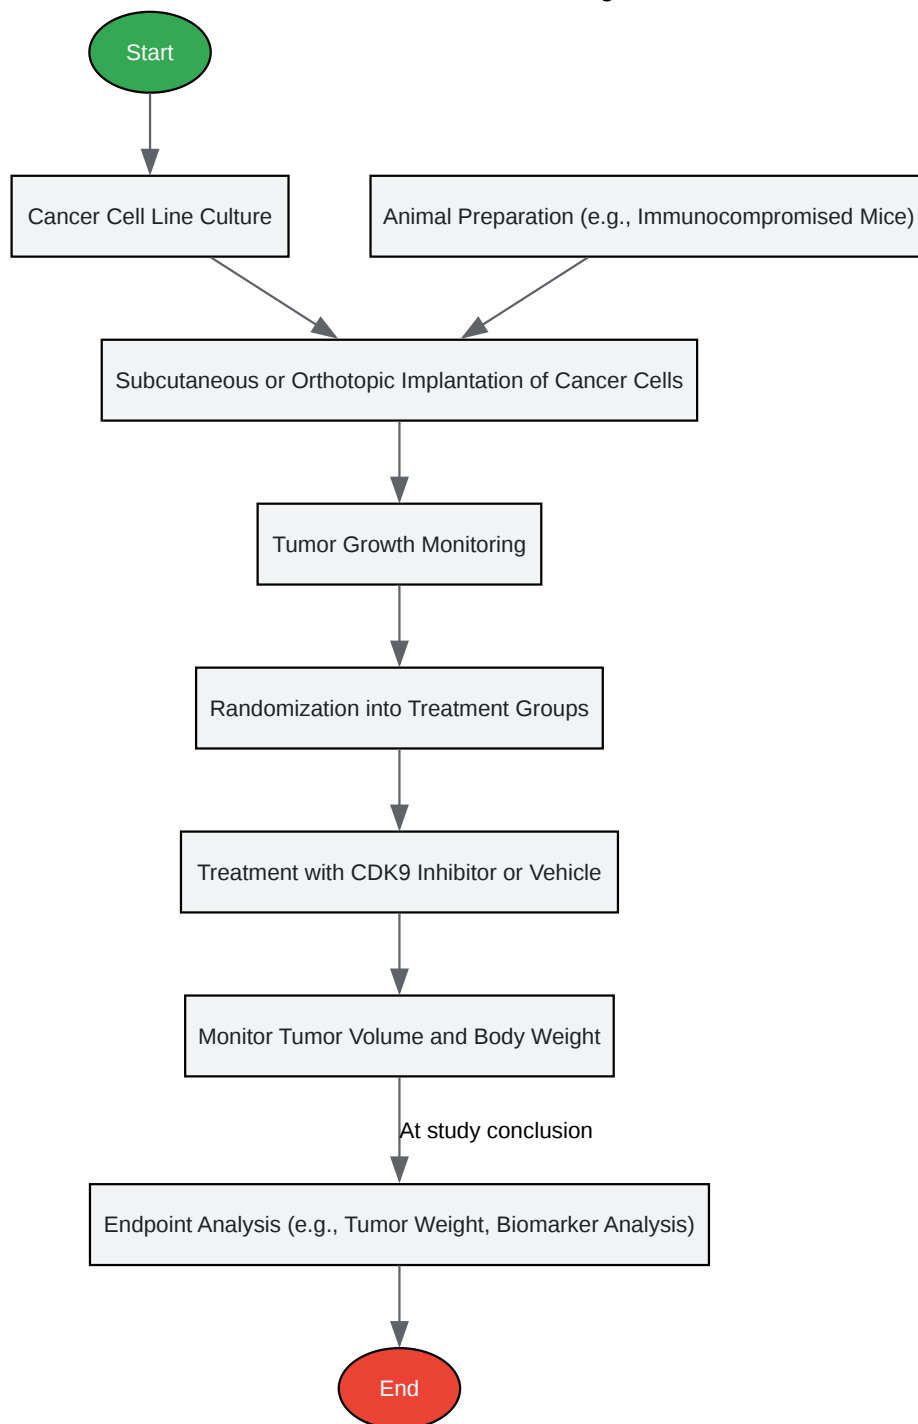 Start
Cancer Cell Line Culture
Animal Preparation (e.g., Immunocompromised Mice)
Subcutaneous or Orthotopic Implantation of Cancer Cells
Tumor Growth Monitoring
Randomization into Treatment Groups
Treatment with CDK9 Inhibitor or Vehicle
Monitor Tumor Volume and Body Weight
At study conclusion
Endpoint Analysis (e.g., Tumor Weight, Biomarker Analysis)
End